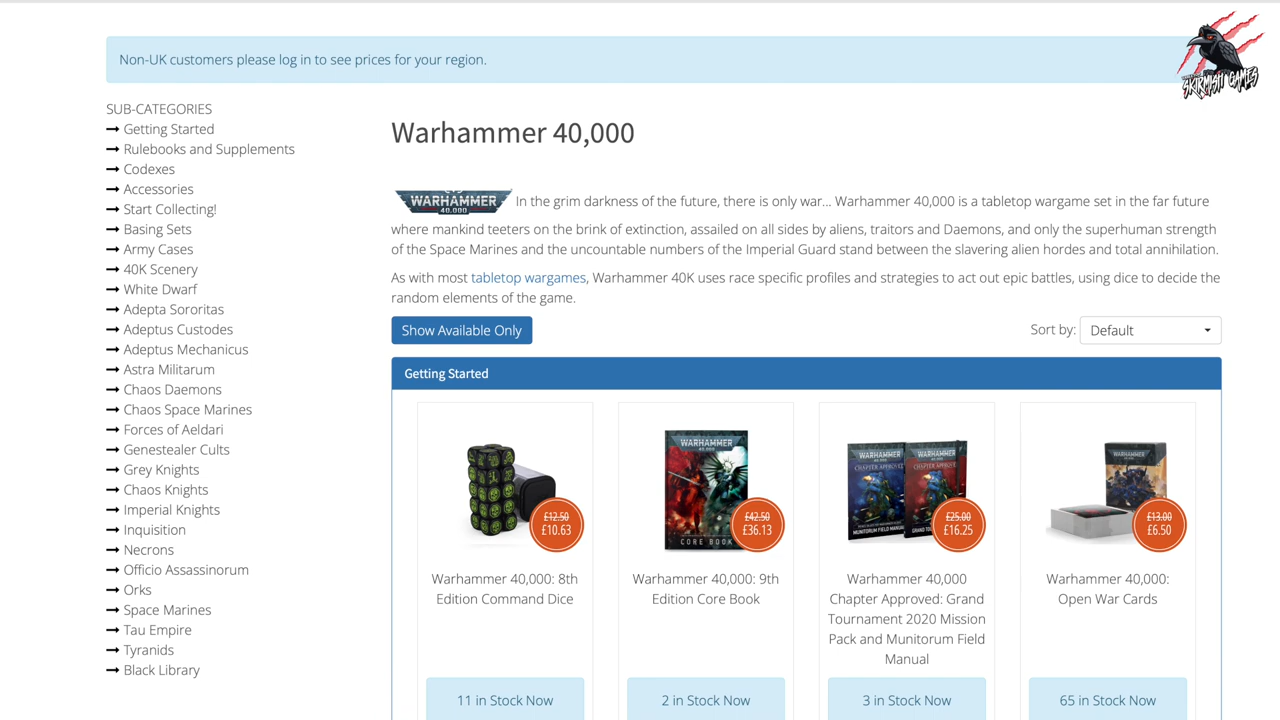 Non-UK customers please log in to see prices for your region.
SKIRMISH GAMES
SUB-CATEGORIES
Getting Started
Rulebooks and Supplements
Codexes
Accessories
Start Collecting!
Basing Sets
Army Cases
40K Scenery
White Dwarf
Adepta Sororitas
Adeptus Custodes
Adeptus Mechanicus
Astra Militarum
Chaos Daemons
Chaos Space Marines
Forces of Aeldari
Genestealer Cults
Grey Knights
Chaos Knights
Imperial Knights
Inquisition
Necrons
Officio Assassinorum
Orks
Space Marines
Tau Empire
Tyranids
Black Library
Warhammer 40,000
WARHAMMER
40,000
In the grim darkness of the future, there is only war... Warhammer 40,000 is a tabletop wargame set in the far future
where mankind teeters on the brink of extinction, assailed on all sides by aliens, traitors and Daemons, and only the superhuman strength
of the Space Marines and the uncountable numbers of the Imperial Guard stand between the slavering alien hordes and total annihilation.
As with most tabletop wargames, Warhammer 40K uses race specific profiles and strategies to act out epic battles, using dice to decide the
random elements of the game.
Show Available Only
Sort by: Default
Getting Started
£12.50
£10.63
Warhammer 40,000: 8th
Edition Command Dice
11 in Stock Now
WARHAMMER
40,000
CORE BOOK
£42.50
£36.13
Warhammer 40,000: 9th
Edition Core Book
2 in Stock Now
WARHAMMER
CHAPTER APPROVED
MUNITORUM FIELD MANUAL
WARHAMMER
CHAPTER APPROVED
£25.00
£16.25
Warhammer 40,000
Chapter Approved: Grand
Tournament 2020 Mission
Pack and Munitorum Field
Manual
3 in Stock Now
WARHAMMER
£13.00
£6.50
Warhammer 40,000:
Open War Cards
65 in Stock Now